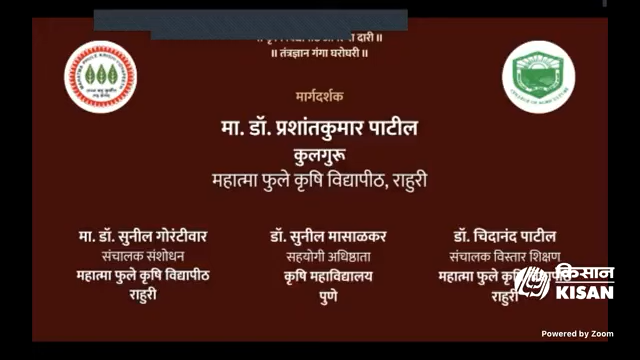 ॥ तंत्रज्ञान गंगा घरोघरी ॥
मार्गदर्शक
मा. डॉ. प्रशांतकुमार पाटील
कुलगुरू
महात्मा फुले कृषि विद्यापीठ, राहुरी
मा. डॉ. सुनील गोरंटीवार
संचालक संशोधन
महात्मा फुले कृषि विद्यापीठ
राहुरी
डॉ. सुनील मासाळकर
सहयोगी अधिष्ठाता
कृषि महाविद्यालय
पुणे
डॉ. चिदानंद पाटील
संचालक विस्तार शिक्षण
महात्मा फुले कृषि विद्यापीठ
राहुरी
किसान
KISAN
Powered by Zoom